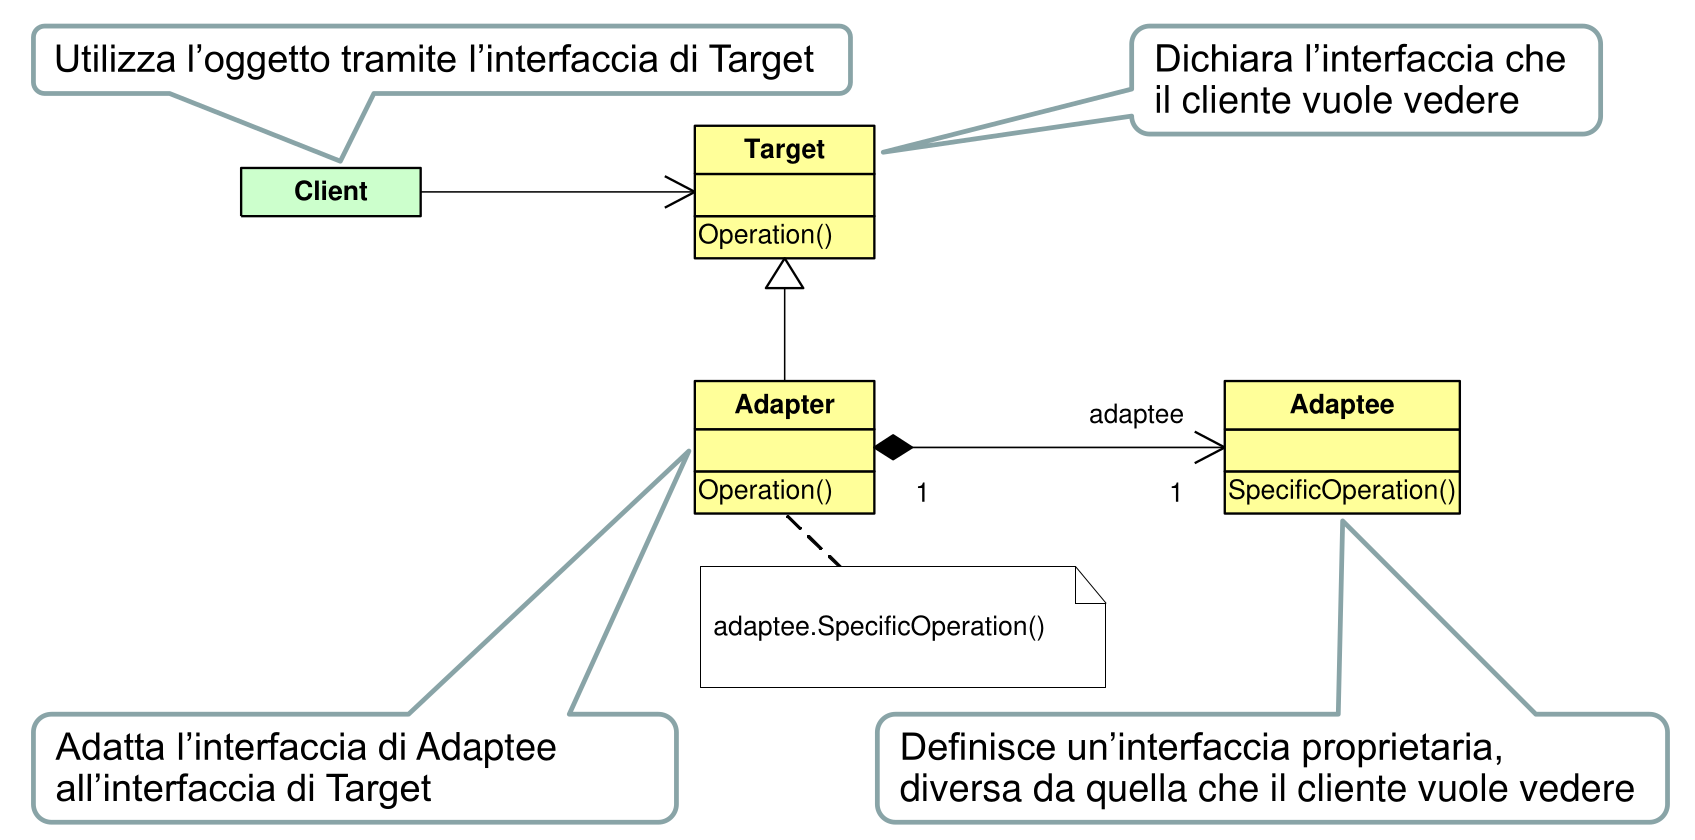 Utilizza l’oggetto tramite l’interfaccia di Target
Dichiara l’interfaccia che
il cliente vuole vedere
Target
Client
Operation()
Adapter
adaptee
Adaptee
Operation()
1
1
SpecificOperation()
adaptee.SpecificOperation()
Adatta l’interfaccia di Adaptee
all’interfaccia di Target
Definisce un’interfaccia proprietaria,
diversa da quella che il cliente vuole vedere